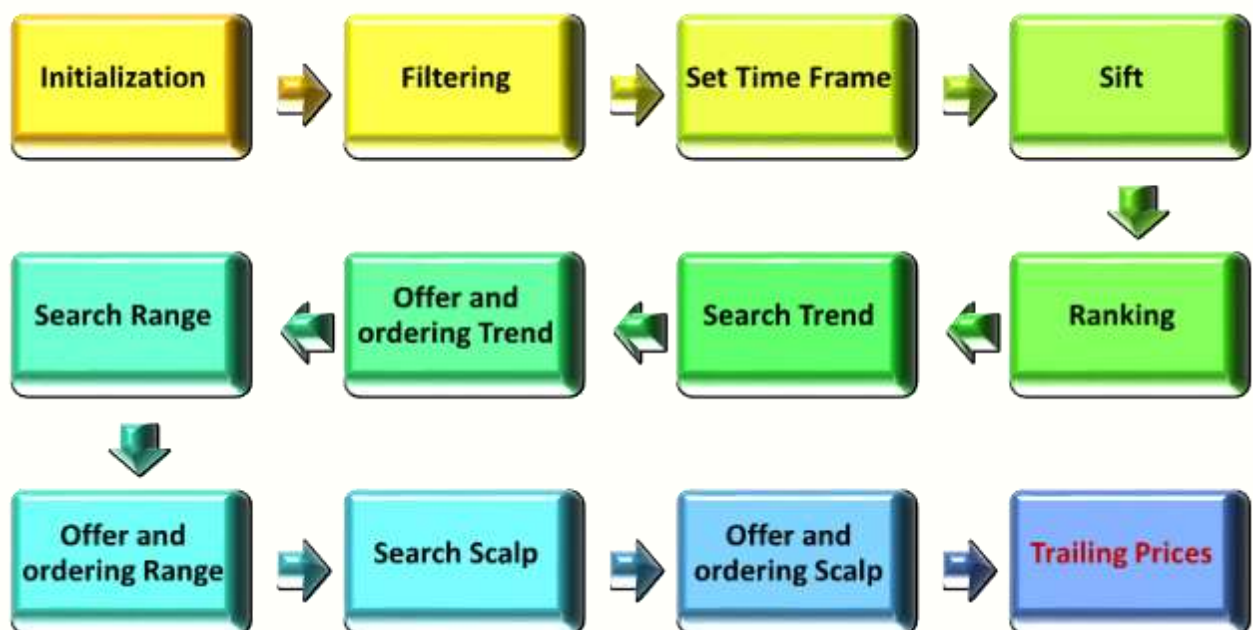 Initialization
Filtering
Set Time Frame
Sift
Search Range
Offer and
ordering Trend
Search Trend
Ranking
Offer and
ordering Range
Search Scalp
Offer and
ordering Scalp
Trailing Prices